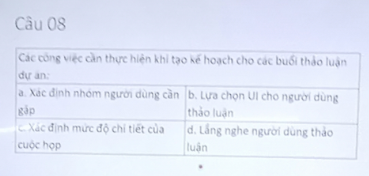 Câu 08
Các công việc cần thực hiện khi tạo kế hoạch cho các buổi thảo luận
dự án:
a. Xác định nhóm người dùng cần
gặp
b. Lựa chọn UI cho người dùng
thảo luận
c. Xác định mức độ chi tiết của
cuộc họp
d. Lắng nghe người dùng thảo
luận